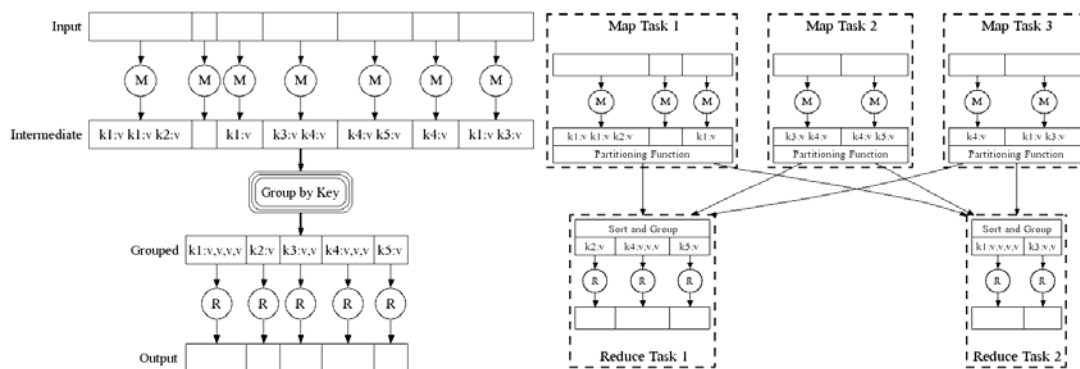 Input
M M M M M M M
Intermediate k1:v k1:v k2:v k1:v k3:v k4:v k4:v k5:v k4:v k1:v k3:v
Group by Key
Grouped k1:v,v,v,v k2:v k3:v,v k4:v,v,v k5:v
R R R R R
Output
Map Task 1 Map Task 2 Map Task 3
M M M M M M M
k1:v k1:v k2:v k1:v k3:v k4:v k4:v k5:v k4:v k1:v k3:v
Partitioning Function Partitioning Function Partitioning Function
Sort and Group Sort and Group
k2:v k4:v,v,v k5:v k1:v,v,v,v k3:v,v
R R R R R
Reduce Task 1 Reduce Task 2